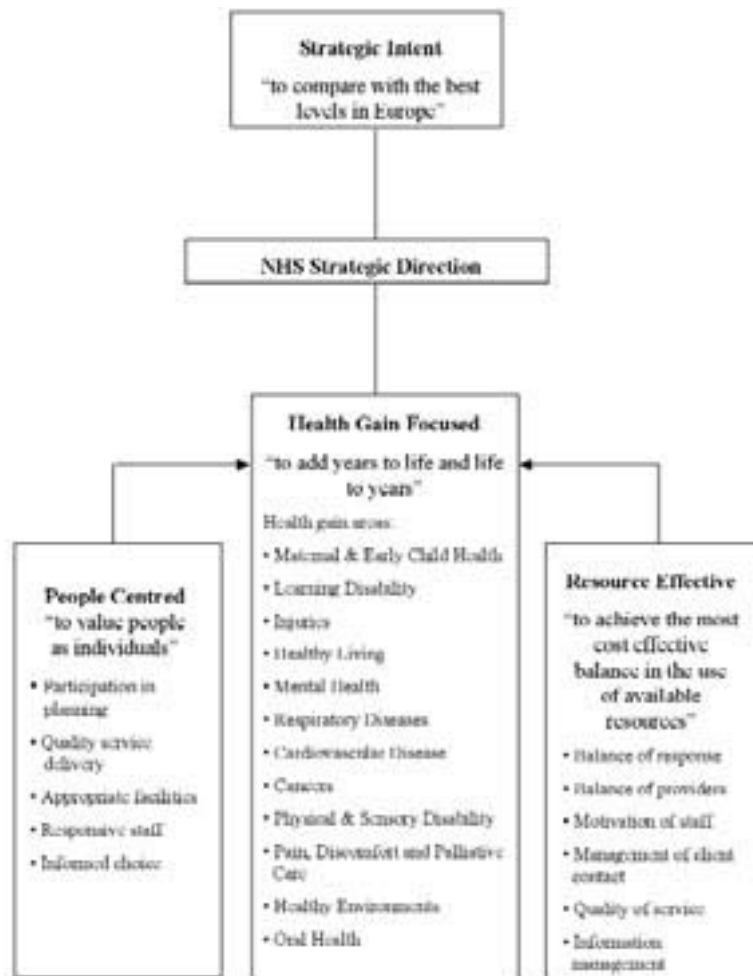 Strategic Intent
“to compare with the best
levels in Europe”
NHS Strategic Direction
Health Gain Focused
“to add years to life and life
to years”
Health gain areas:
• Maternal & Early Child Health
• Learning Disability
• Injuries
• Healthy Living
• Mental Health
• Respiratory Diseases
• Cardiovascular Disease
• Cancers
• Physical & Sensory Disability
• Pain, Discomfort and Palliative
Care
• Healthy Environments
• Oral Health
People Centred
“to value people
as individuals”
• Participation in
planning
• Quality service
delivery
• Appropriate facilities
• Responsive staff
• Informed choice
Resource Effective
“to achieve the most
cost effective
balance in the use
of available
resources”
• Balance of response
• Balance of providers
• Motivation of staff
• Management of client
contact
• Quality of service
• Information
management